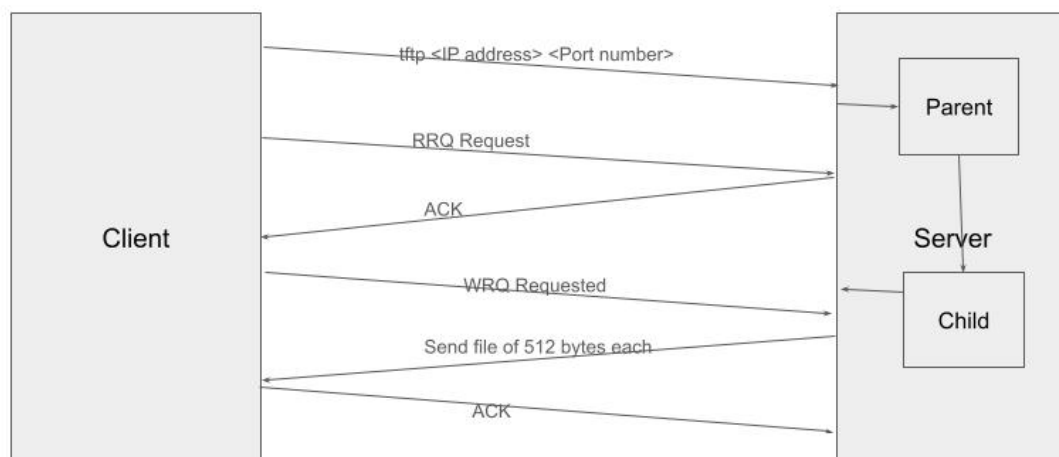 tftp <IP address> <Port number>
Parent
RRQ Request
ACK
Client
Server
WRQ Requested
Child
Send file of 512 bytes each
ACK